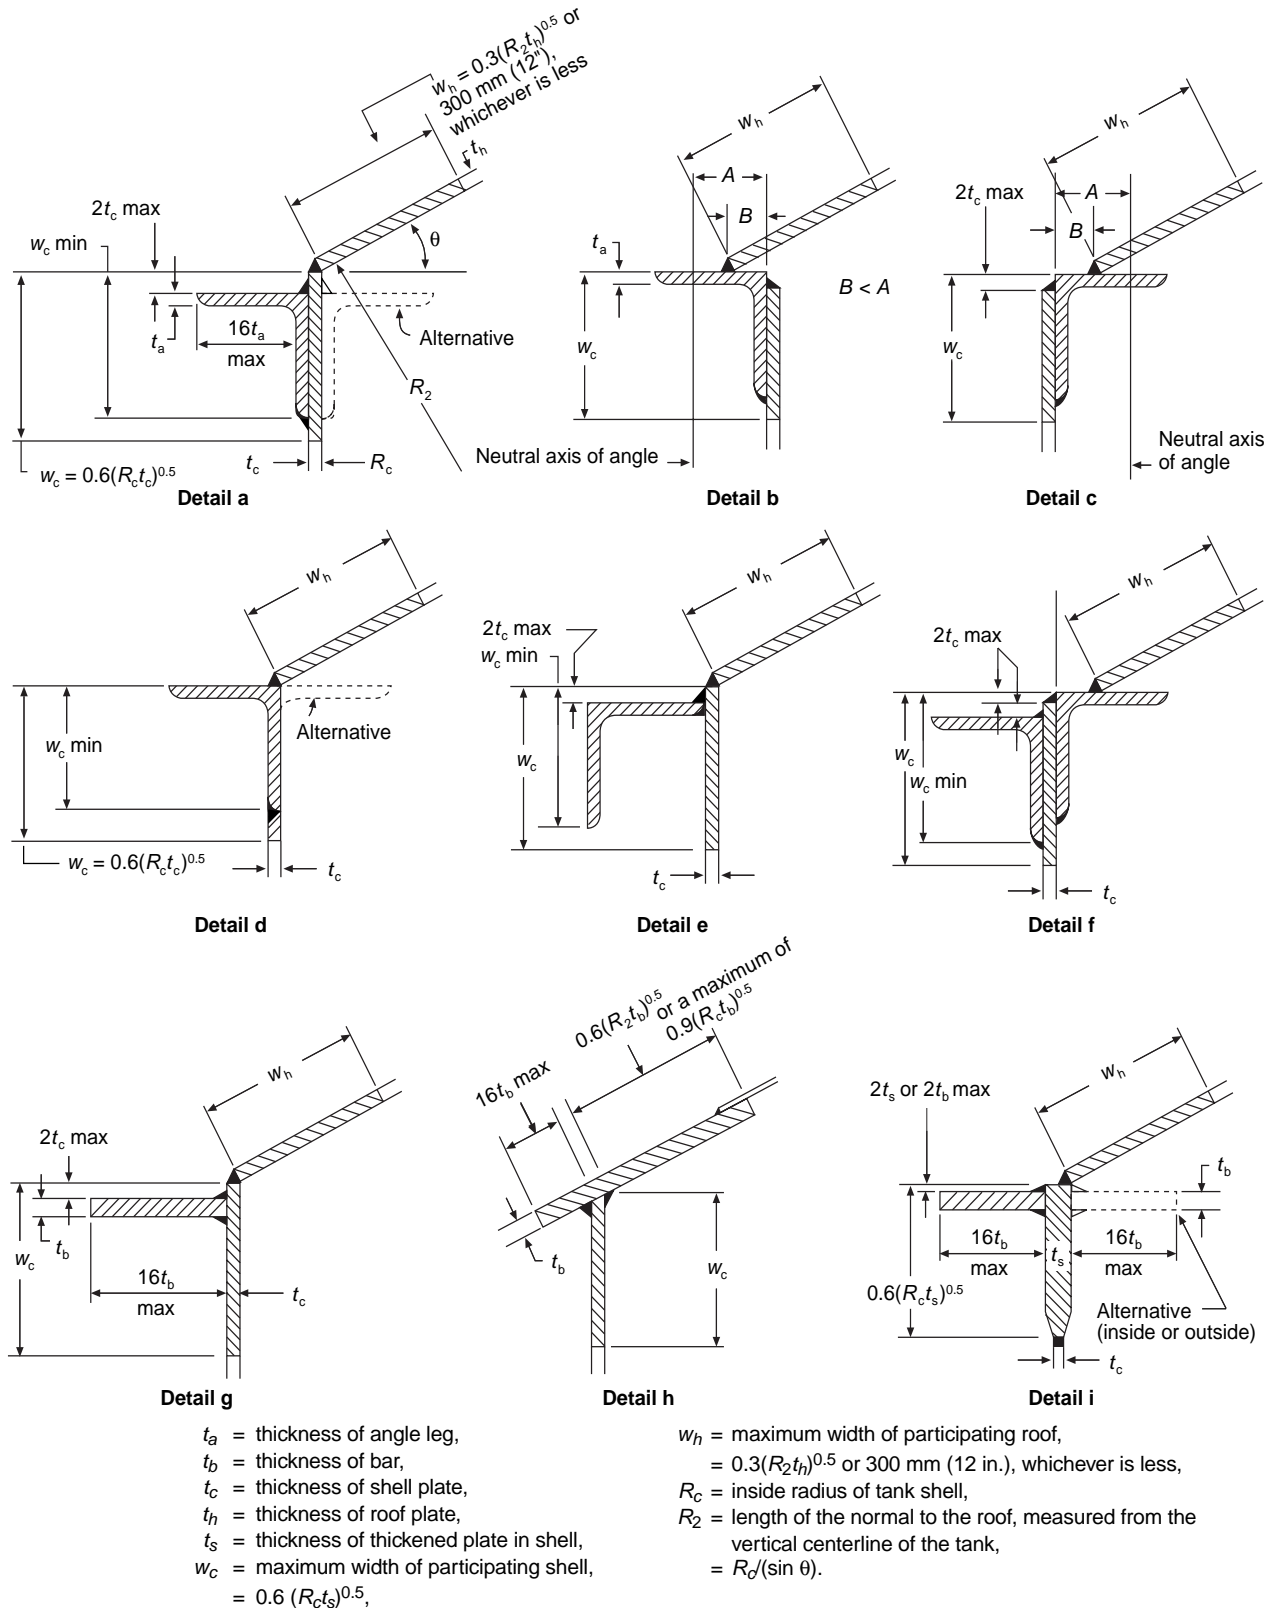 w_h = 0.3(R_2t_h)^0.5 or
300 mm (12"),
whichever is less
t_h
2t_c max
w_c min
θ
t_a
16t_a
max
Alternative
R_2
t_c
R_c
w_c = 0.6(R_ct_c)^0.5
Detail a
w_h
A
B
t_a
B < A
w_c
Neutral axis of angle
Detail b
w_h
2t_c max
A
B
w_c
Neutral axis
of angle
Detail c
w_h
w_c min
Alternative
w_c = 0.6(R_ct_c)^0.5
t_c
Detail d
w_h
2t_c max
w_c min
w_c
t_c
Detail e
w_h
2t_c max
w_c
w_c min
t_c
Detail f
w_h
2t_c max
t_b
w_c
16t_b
max
t_c
Detail g
0.6(R_2t_b)^0.5 or a maximum of
0.9(R_ct_b)^0.5
16t_b max
t_b
w_c
Detail h
w_h
2t_s or 2t_b max
t_b
16t_b
max
t_s
16t_b
max
0.6(R_ct_s)^0.5
Alternative
(inside or outside)
t_c
Detail i
t_a = thickness of angle leg,
t_b = thickness of bar,
t_c = thickness of shell plate,
t_h = thickness of roof plate,
t_s = thickness of thickened plate in shell,
w_c = maximum width of participating shell,
= 0.6 (R_ct_s)^0.5,
w_h = maximum width of participating roof,
= 0.3(R_2t_h)^0.5 or 300 mm (12 in.), whichever is less,
R_c = inside radius of tank shell,
R_2 = length of the normal to the roof, measured from the
vertical centerline of the tank,
= R_c/(sin θ).